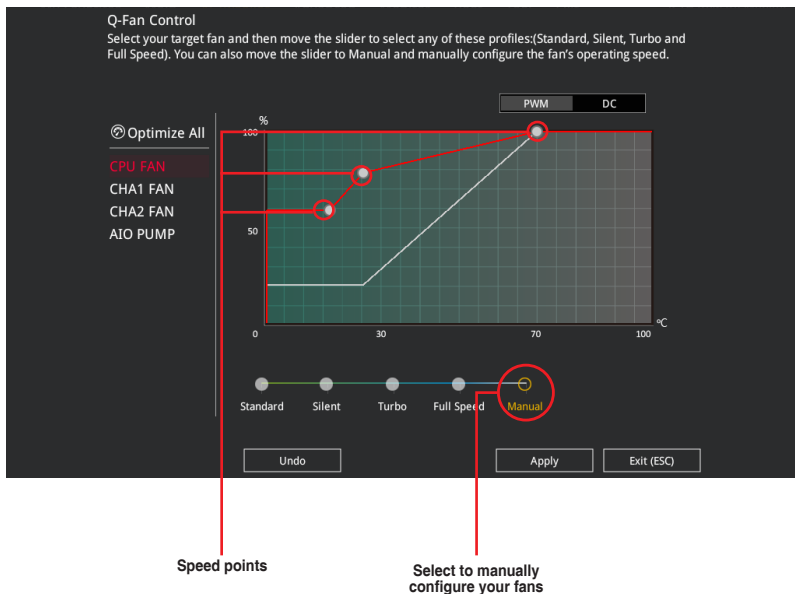 Q-Fan Control
Select your target fan and then move the slider to select any of these profiles:(Standard, Silent, Turbo and
Full Speed). You can also move the slider to Manual and manually configure the fan's operating speed.
PWM DC
%
Optimize All
100
CPU FAN
CHA1 FAN
CHA2 FAN
AIO PUMP
50
ºC
0 30 70 100
Standard Silent Turbo Full Speed Manual
Undo Apply Exit (ESC)
Speed points
Select to manually
configure your fans